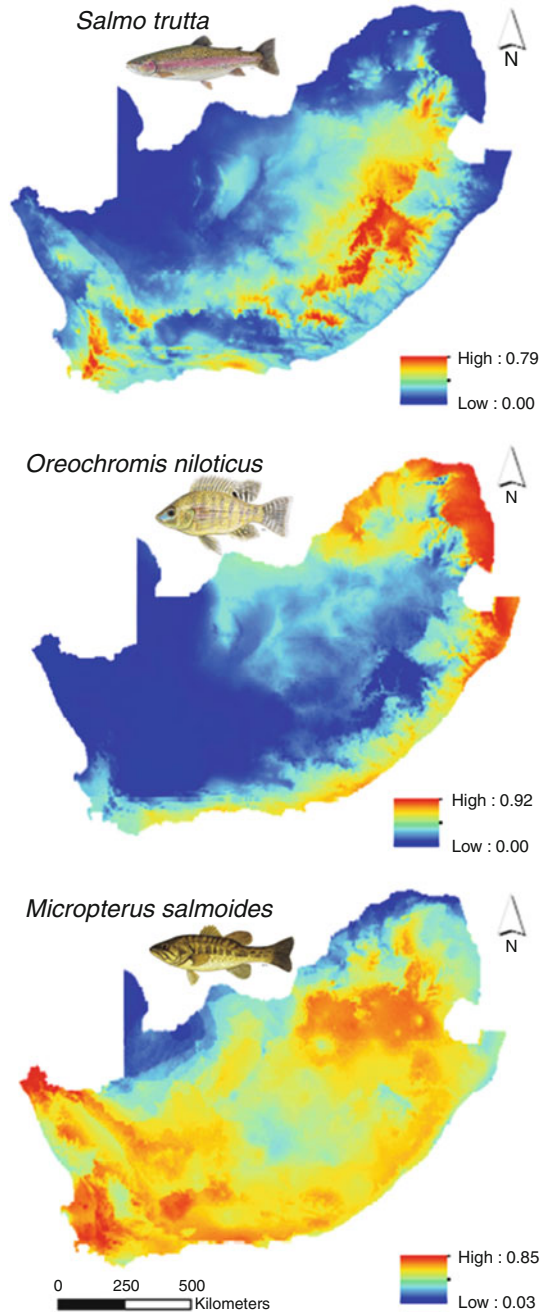 Salmo trutta
N
High : 0.79
Low : 0.00
Oreochromis niloticus
N
High : 0.92
Low : 0.00
Micropterus salmoides
N
High : 0.85
Low : 0.03
0 250 500
Kilometers